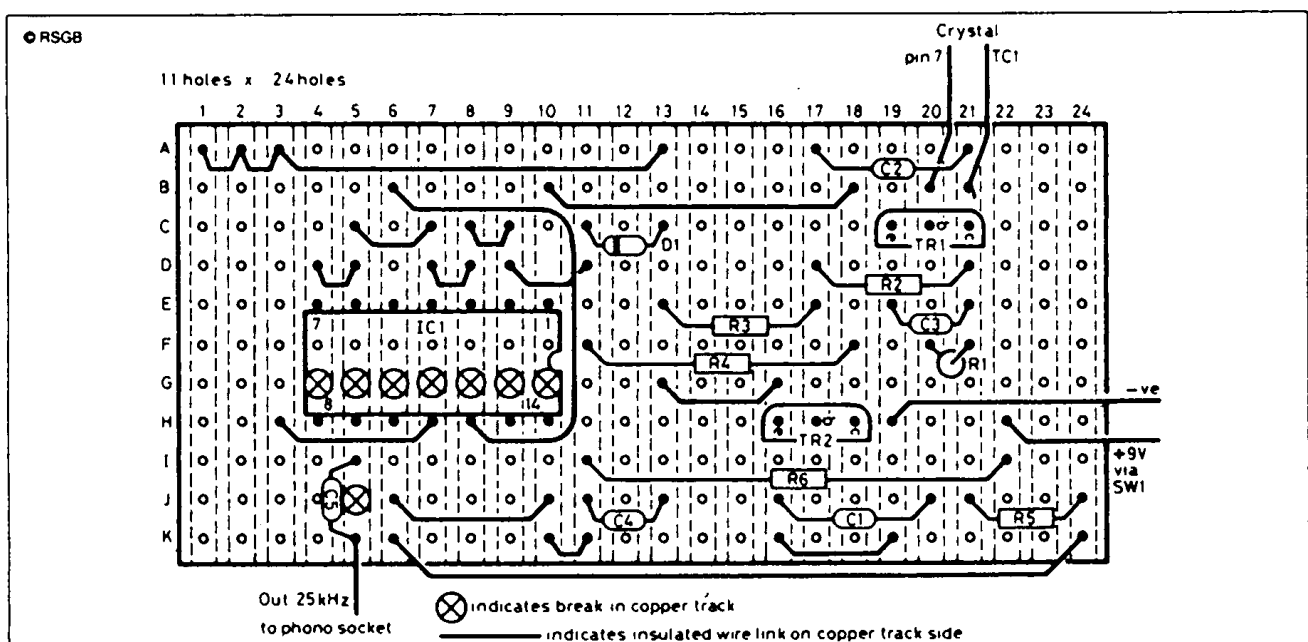 © RSGB
Crystal
pin 7
TC1
11 holes x 24 holes
1 2 3 4 5 6 7 8 9 10 11 12 13 14 15 16 17 18 19 20 21 22 23 24
A
C2
B
C
D1
TR1
D
R2
E
7 IC1
R3
C3
F
R4
R1
G
8 14
-ve
H
TR2
I
R6
+9V
via
SW1
J
C5
C4
C1
R5
K
Out 25kHz
to phono socket
indicates break in copper track
indicates insulated wire link on copper track side